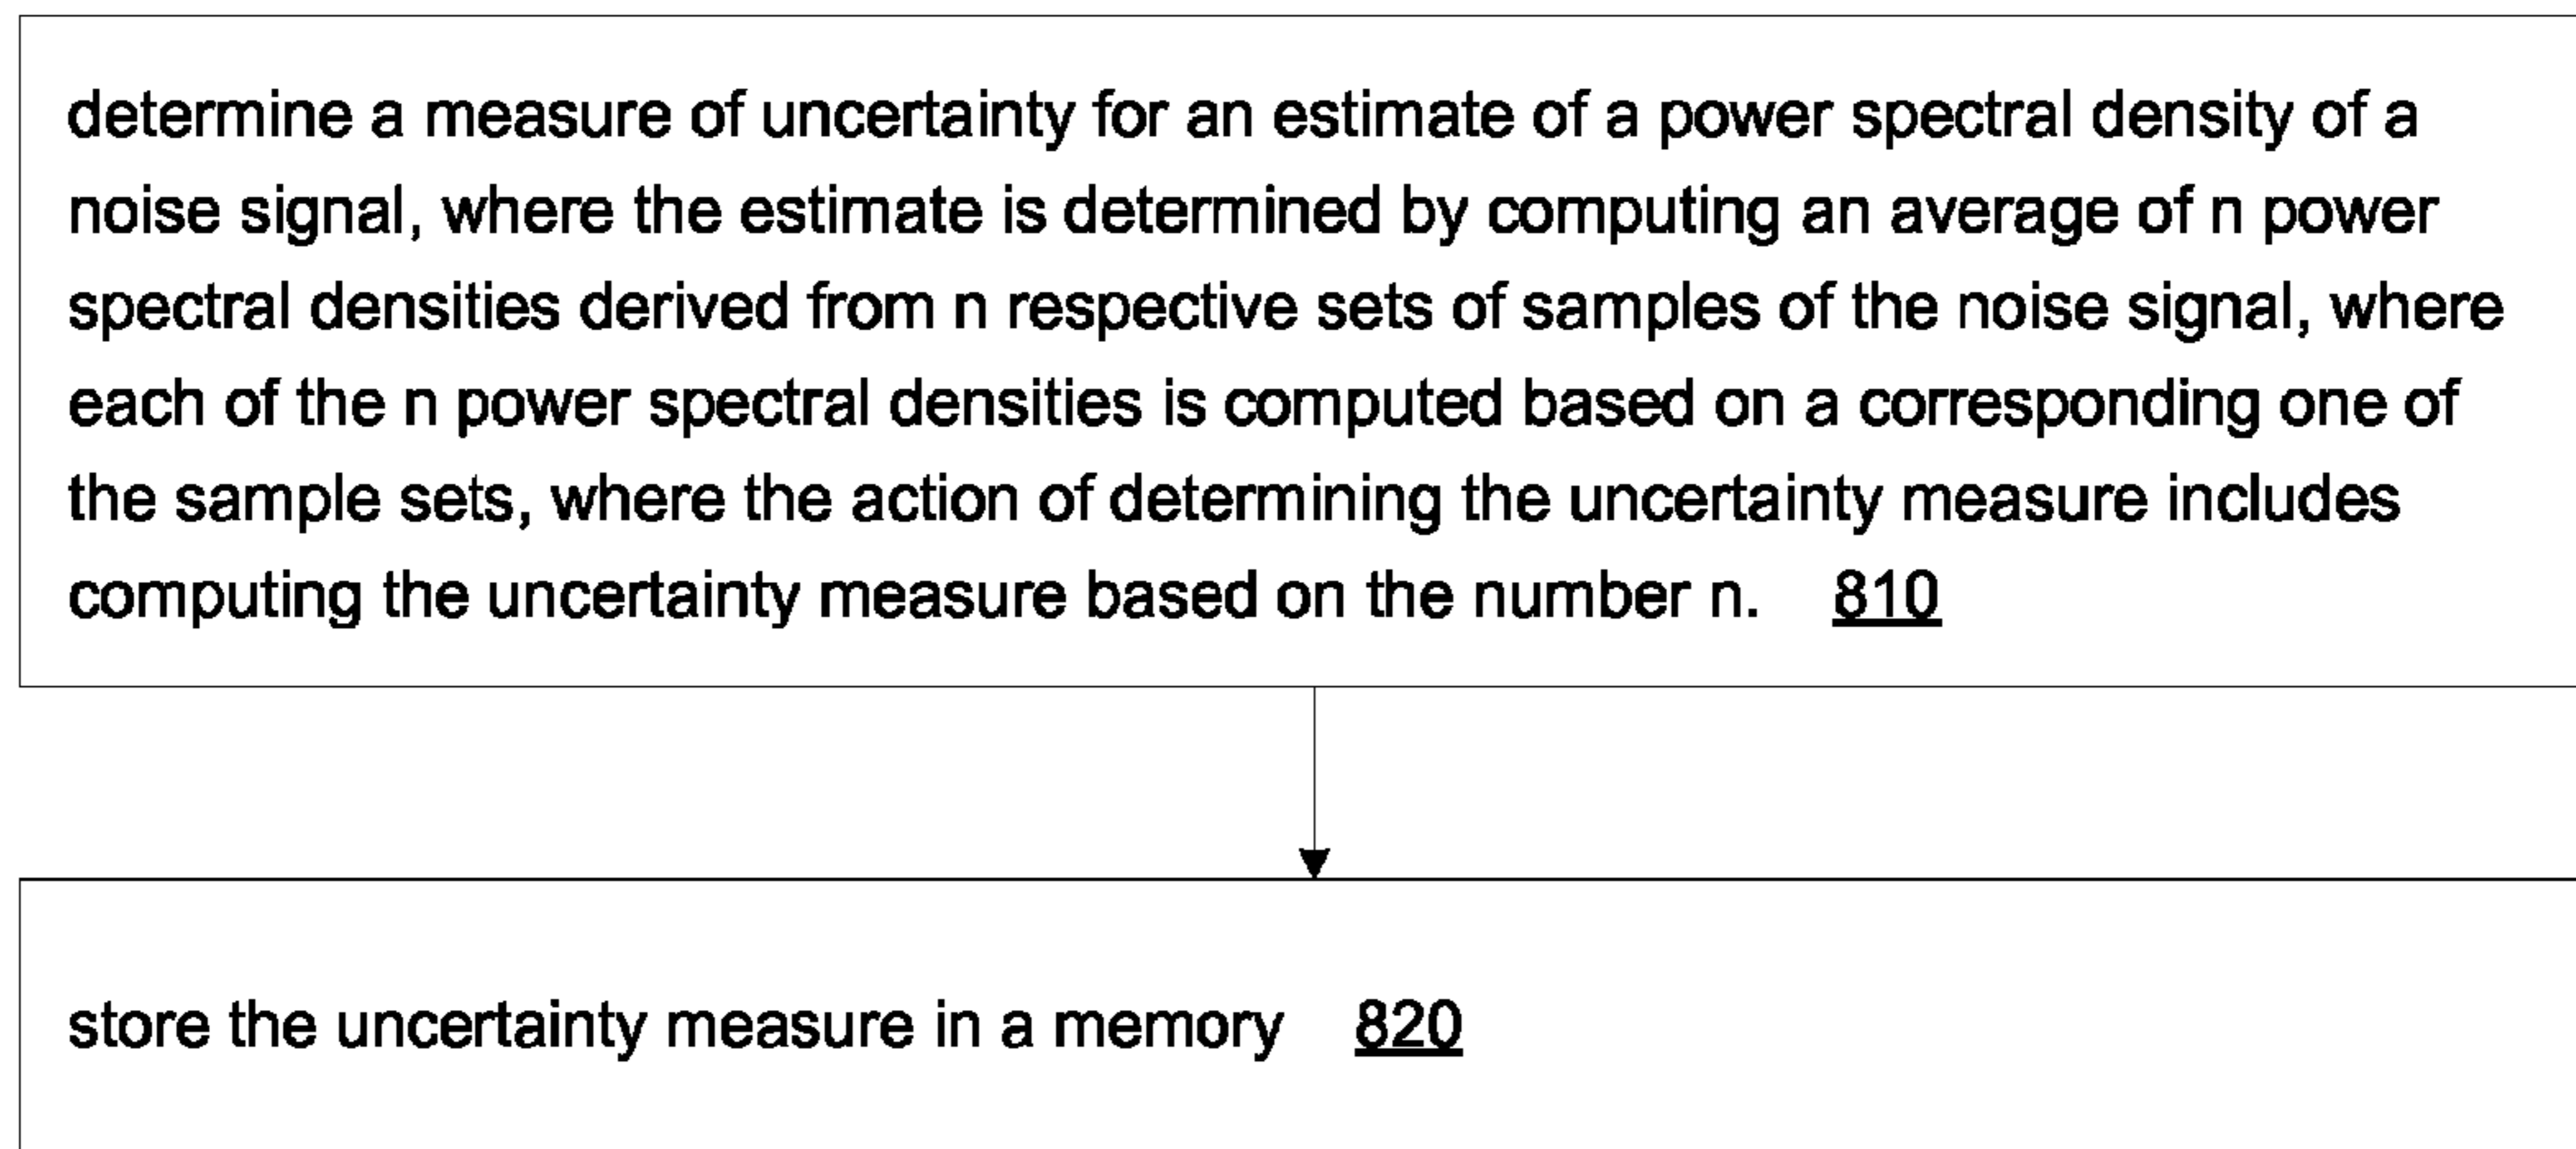 determine a measure of uncertainty for an estimate of a power spectral density of a
noise signal, where the estimate is determined by computing an average of n power
spectral densities derived from n respective sets of samples of the noise signal, where
each of the n power spectral densities is computed based on a corresponding one of
the sample sets, where the action of determining the uncertainty measure includes
computing the uncertainty measure based on the number n. 810
store the uncertainty measure in a memory 820